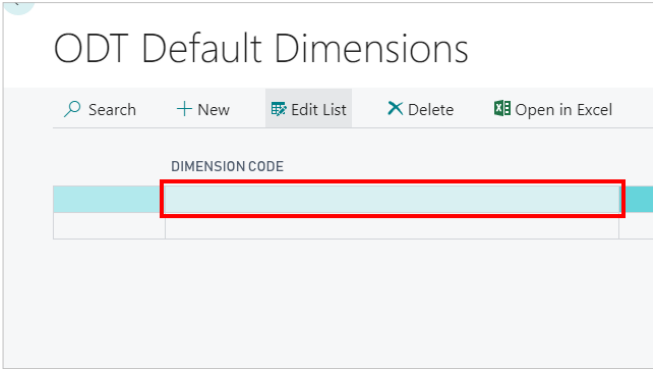 ODT Default Dimensions
Search New Edit List Delete Open in Excel
DIMENSION CODE